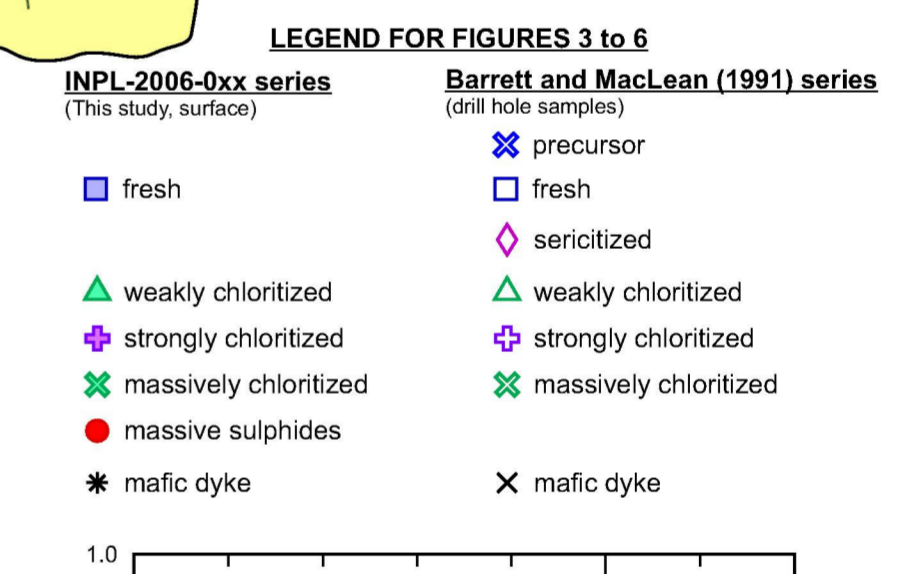 LEGEND FOR FIGURES 3 to 6
INPL-2006-0xx series
(This study, surface)
fresh
weakly chloritized
strongly chloritized
massively chloritized
massive sulphides
mafic dyke
Barrett and MacLean (1991) series
(drill hole samples)
precursor
fresh
sericitized
weakly chloritized
strongly chloritized
massively chloritized
mafic dyke
1.0